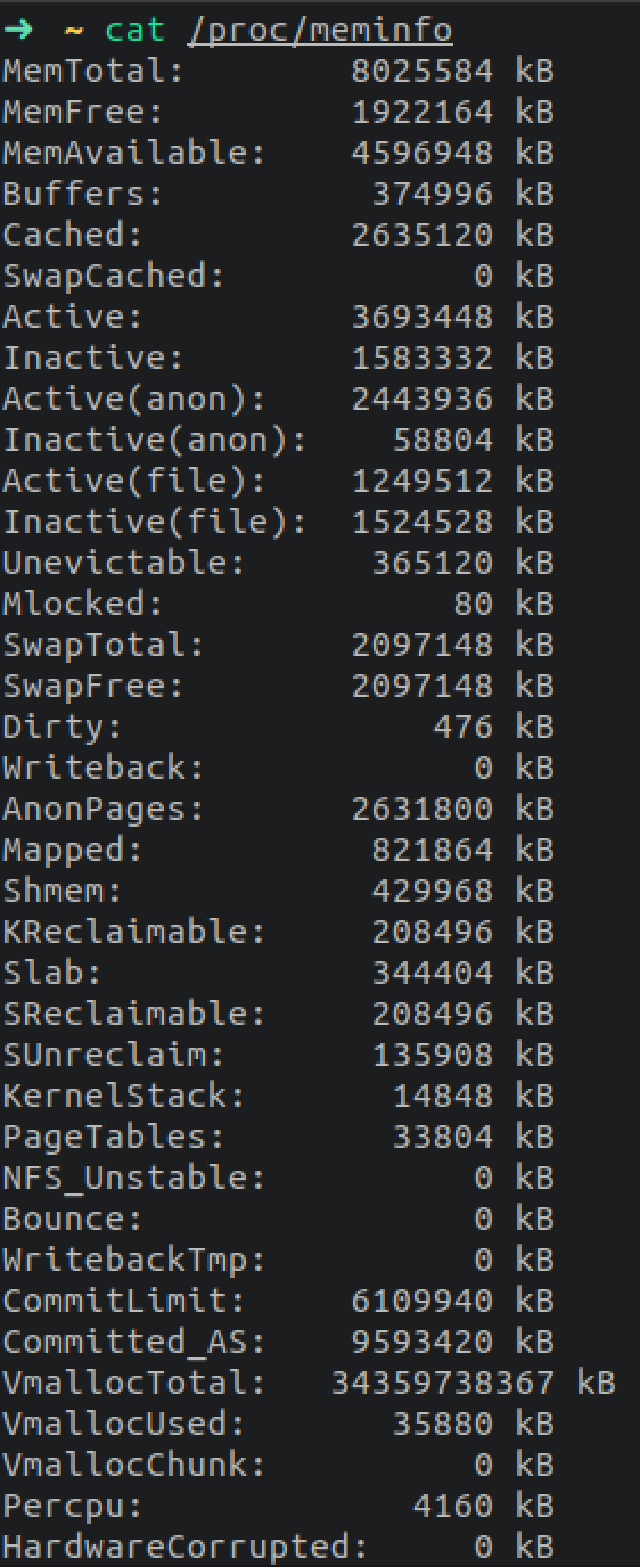 ➜  ~ cat /proc/meminfo
MemTotal:        8025584 kB
MemFree:         1922164 kB
MemAvailable:    4596948 kB
Buffers:          374996 kB
Cached:          2635120 kB
SwapCached:            0 kB
Active:          3693448 kB
Inactive:        1583332 kB
Active(anon):    2443936 kB
Inactive(anon):    58804 kB
Active(file):    1249512 kB
Inactive(file):  1524528 kB
Unevictable:      365120 kB
Mlocked:              80 kB
SwapTotal:       2097148 kB
SwapFree:        2097148 kB
Dirty:               476 kB
Writeback:             0 kB
AnonPages:       2631800 kB
Mapped:           821864 kB
Shmem:            429968 kB
KReclaimable:     208496 kB
Slab:             344404 kB
SReclaimable:     208496 kB
SUnreclaim:       135908 kB
KernelStack:       14848 kB
PageTables:        33804 kB
NFS_Unstable:          0 kB
Bounce:                0 kB
WritebackTmp:          0 kB
CommitLimit:     6109940 kB
Committed_AS:    9593420 kB
VmallocTotal:   34359738367 kB
VmallocUsed:       35880 kB
VmallocChunk:          0 kB
Percpu:             4160 kB
HardwareCorrupted:     0 kB